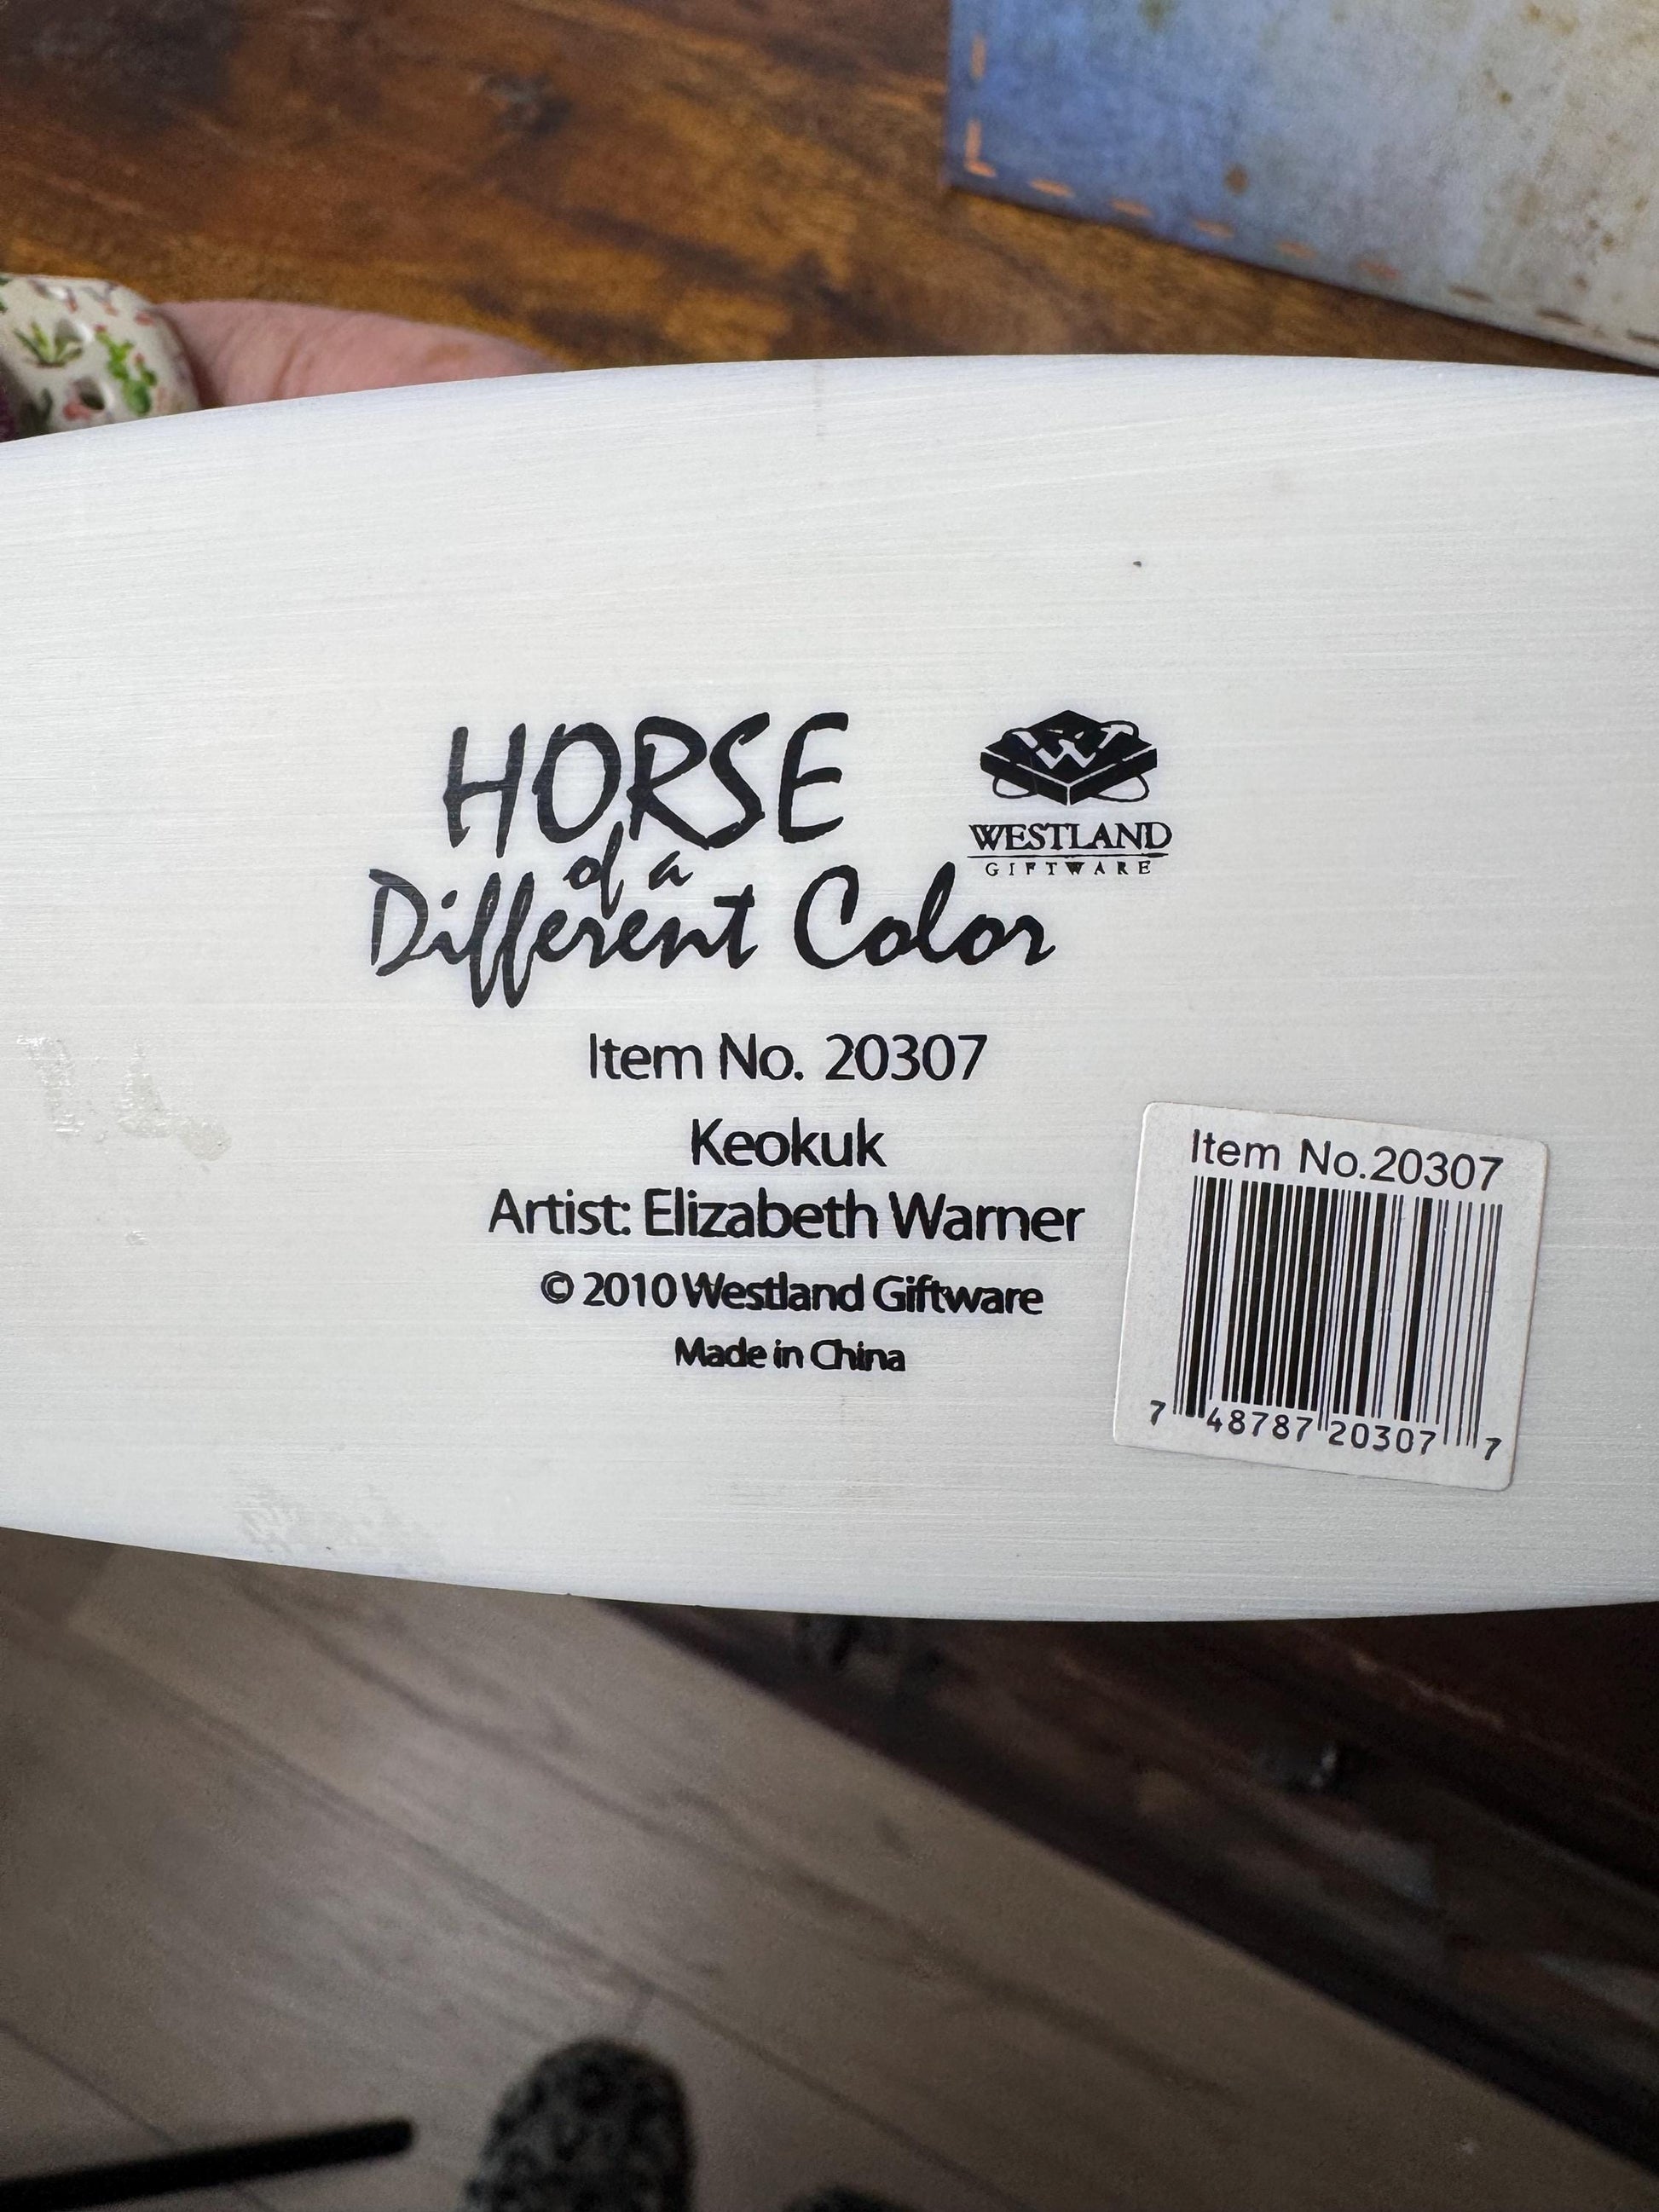 HORSE
of a
Different Color
WESTLAND
GIFTWARE
Item No. 20307
Keokuk
Artist: Elizabeth Warner
© 2010 Westland Giftware
Made in China
Item No.20307
7 48787 20307 7